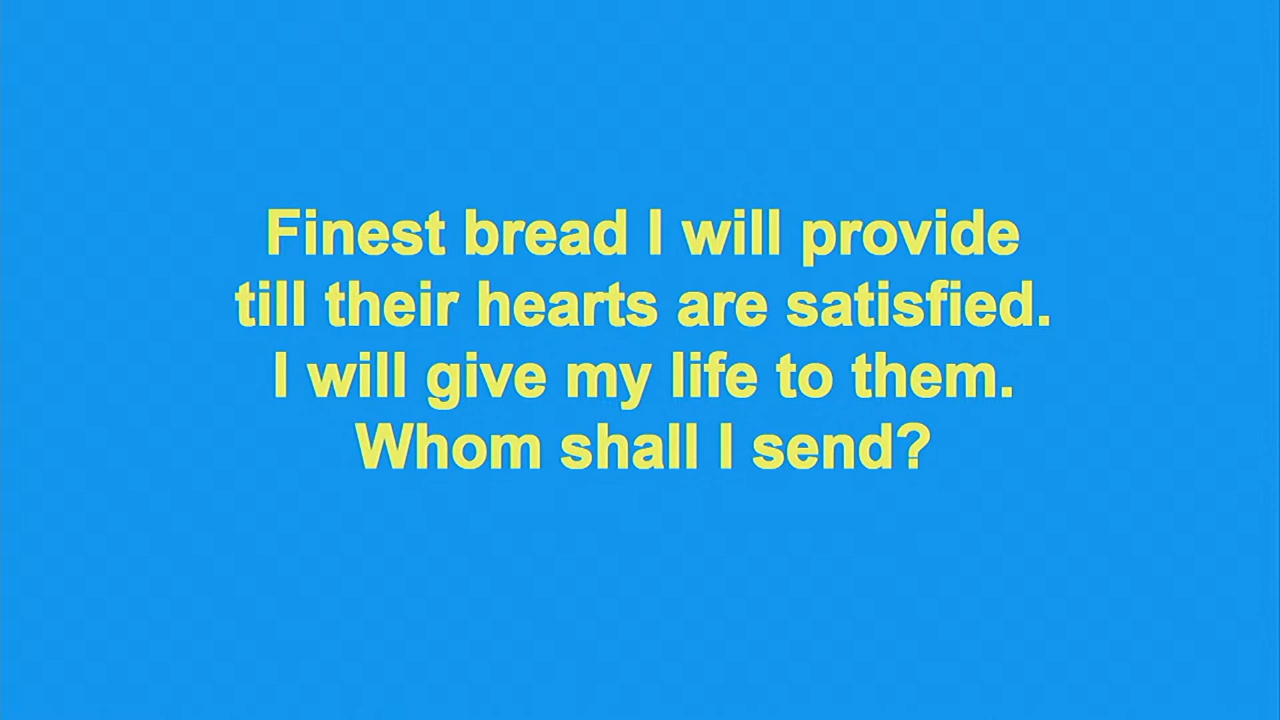 Finest bread I will provide
till their hearts are satisfied.
I will give my life to them.
Whom shall I send?